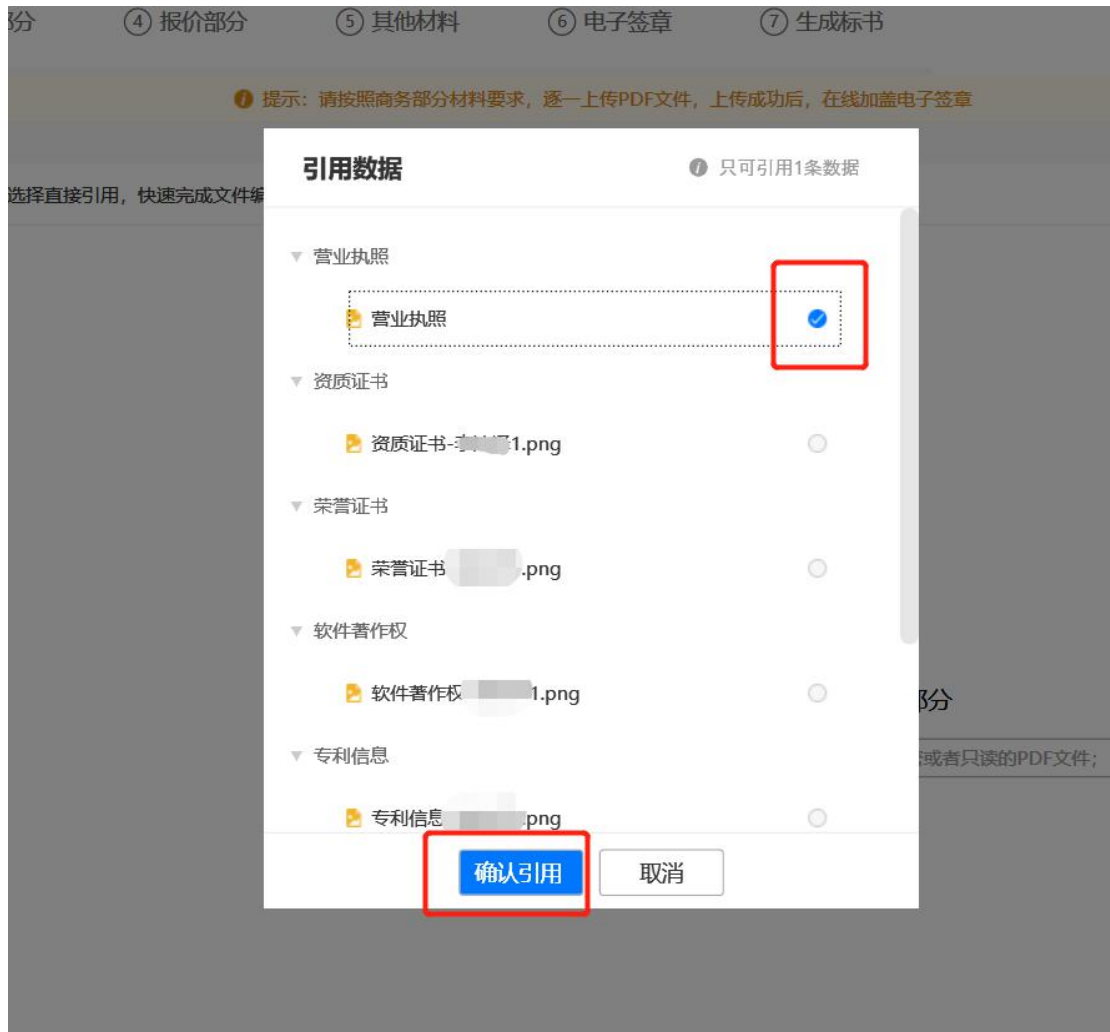 部分 ④ 报价部分 ⑤ 其他材料 ⑥ 电子签章 ⑦ 生成标书
提示：请按照商务部分材料要求，逐一上传PDF文件，上传成功后，在线加盖电子签章
引用数据 只可引用1条数据
选择直接引用，快速完成文件编
营业执照
营业执照
资质证书
资质证书- 1.png
荣誉证书
荣誉证书 .png
软件著作权
软件著作权 1.png
部分
专利信息
或者只读的PDF文件；
专利信息 png
确认引用 取消